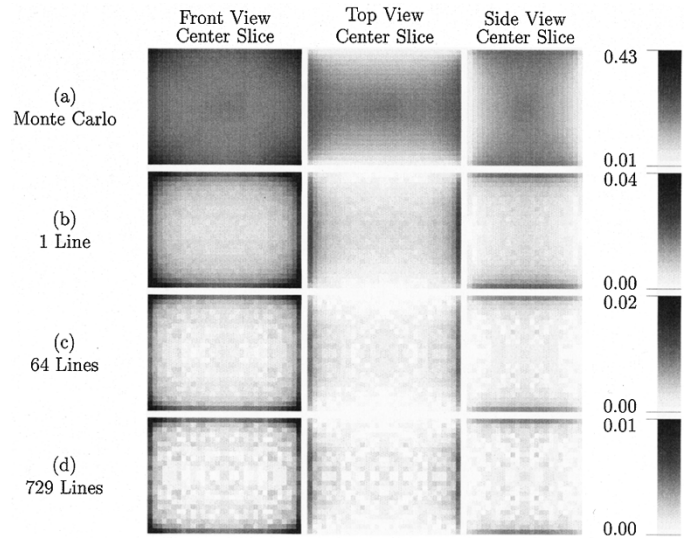 Front View
Center Slice
Top View
Center Slice
Side View
Center Slice
(a)
Monte Carlo
0.43
0.01
(b)
1 Line
0.04
0.00
(c)
64 Lines
0.02
0.00
(d)
729 Lines
0.01
0.00